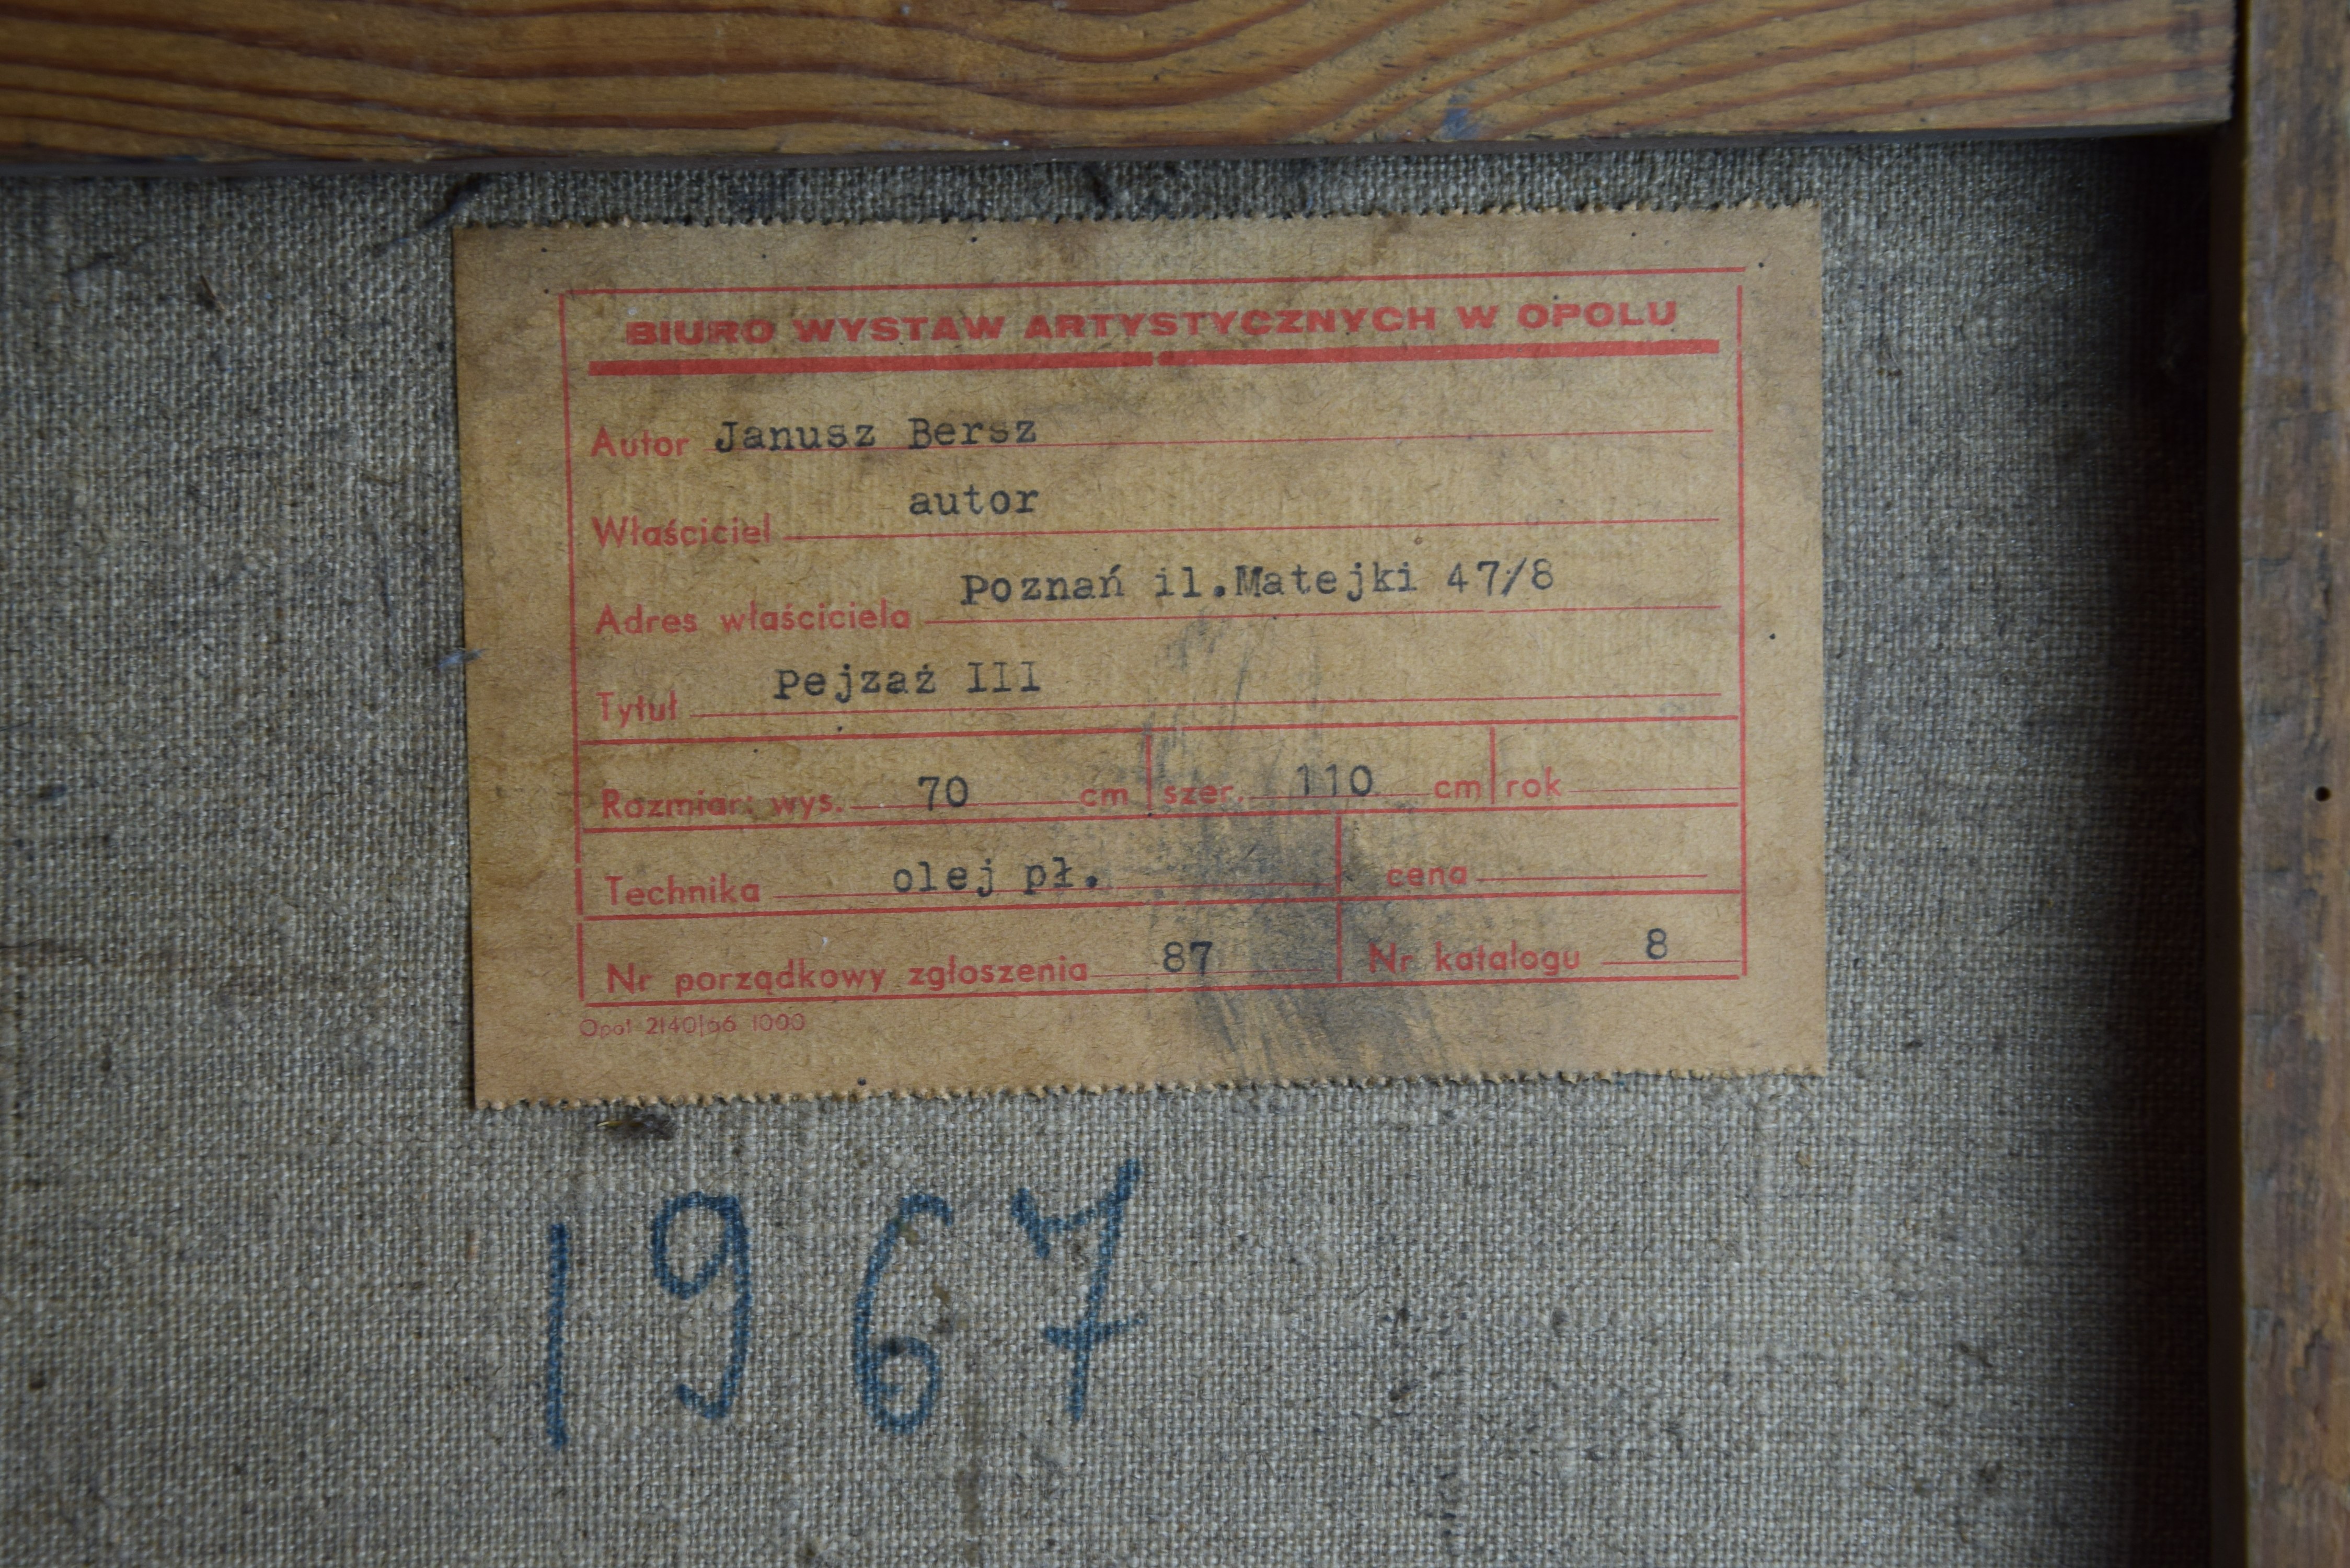 BIURO WYSTAW ARTYSTYCZNYCH W OPOLU
Autor Janusz Bersz
Właściciel autor
Adres właściciela Poznań il.Matejki 47/8
Tytuł Pejzaż III
Rozmiar: wys. 70 cm szer. 110 cm rok
Technika olej pł. cena
Nr porządkowy zgłoszenia 87 Nr katalogu 8
Opol 2140|66 1000
1967